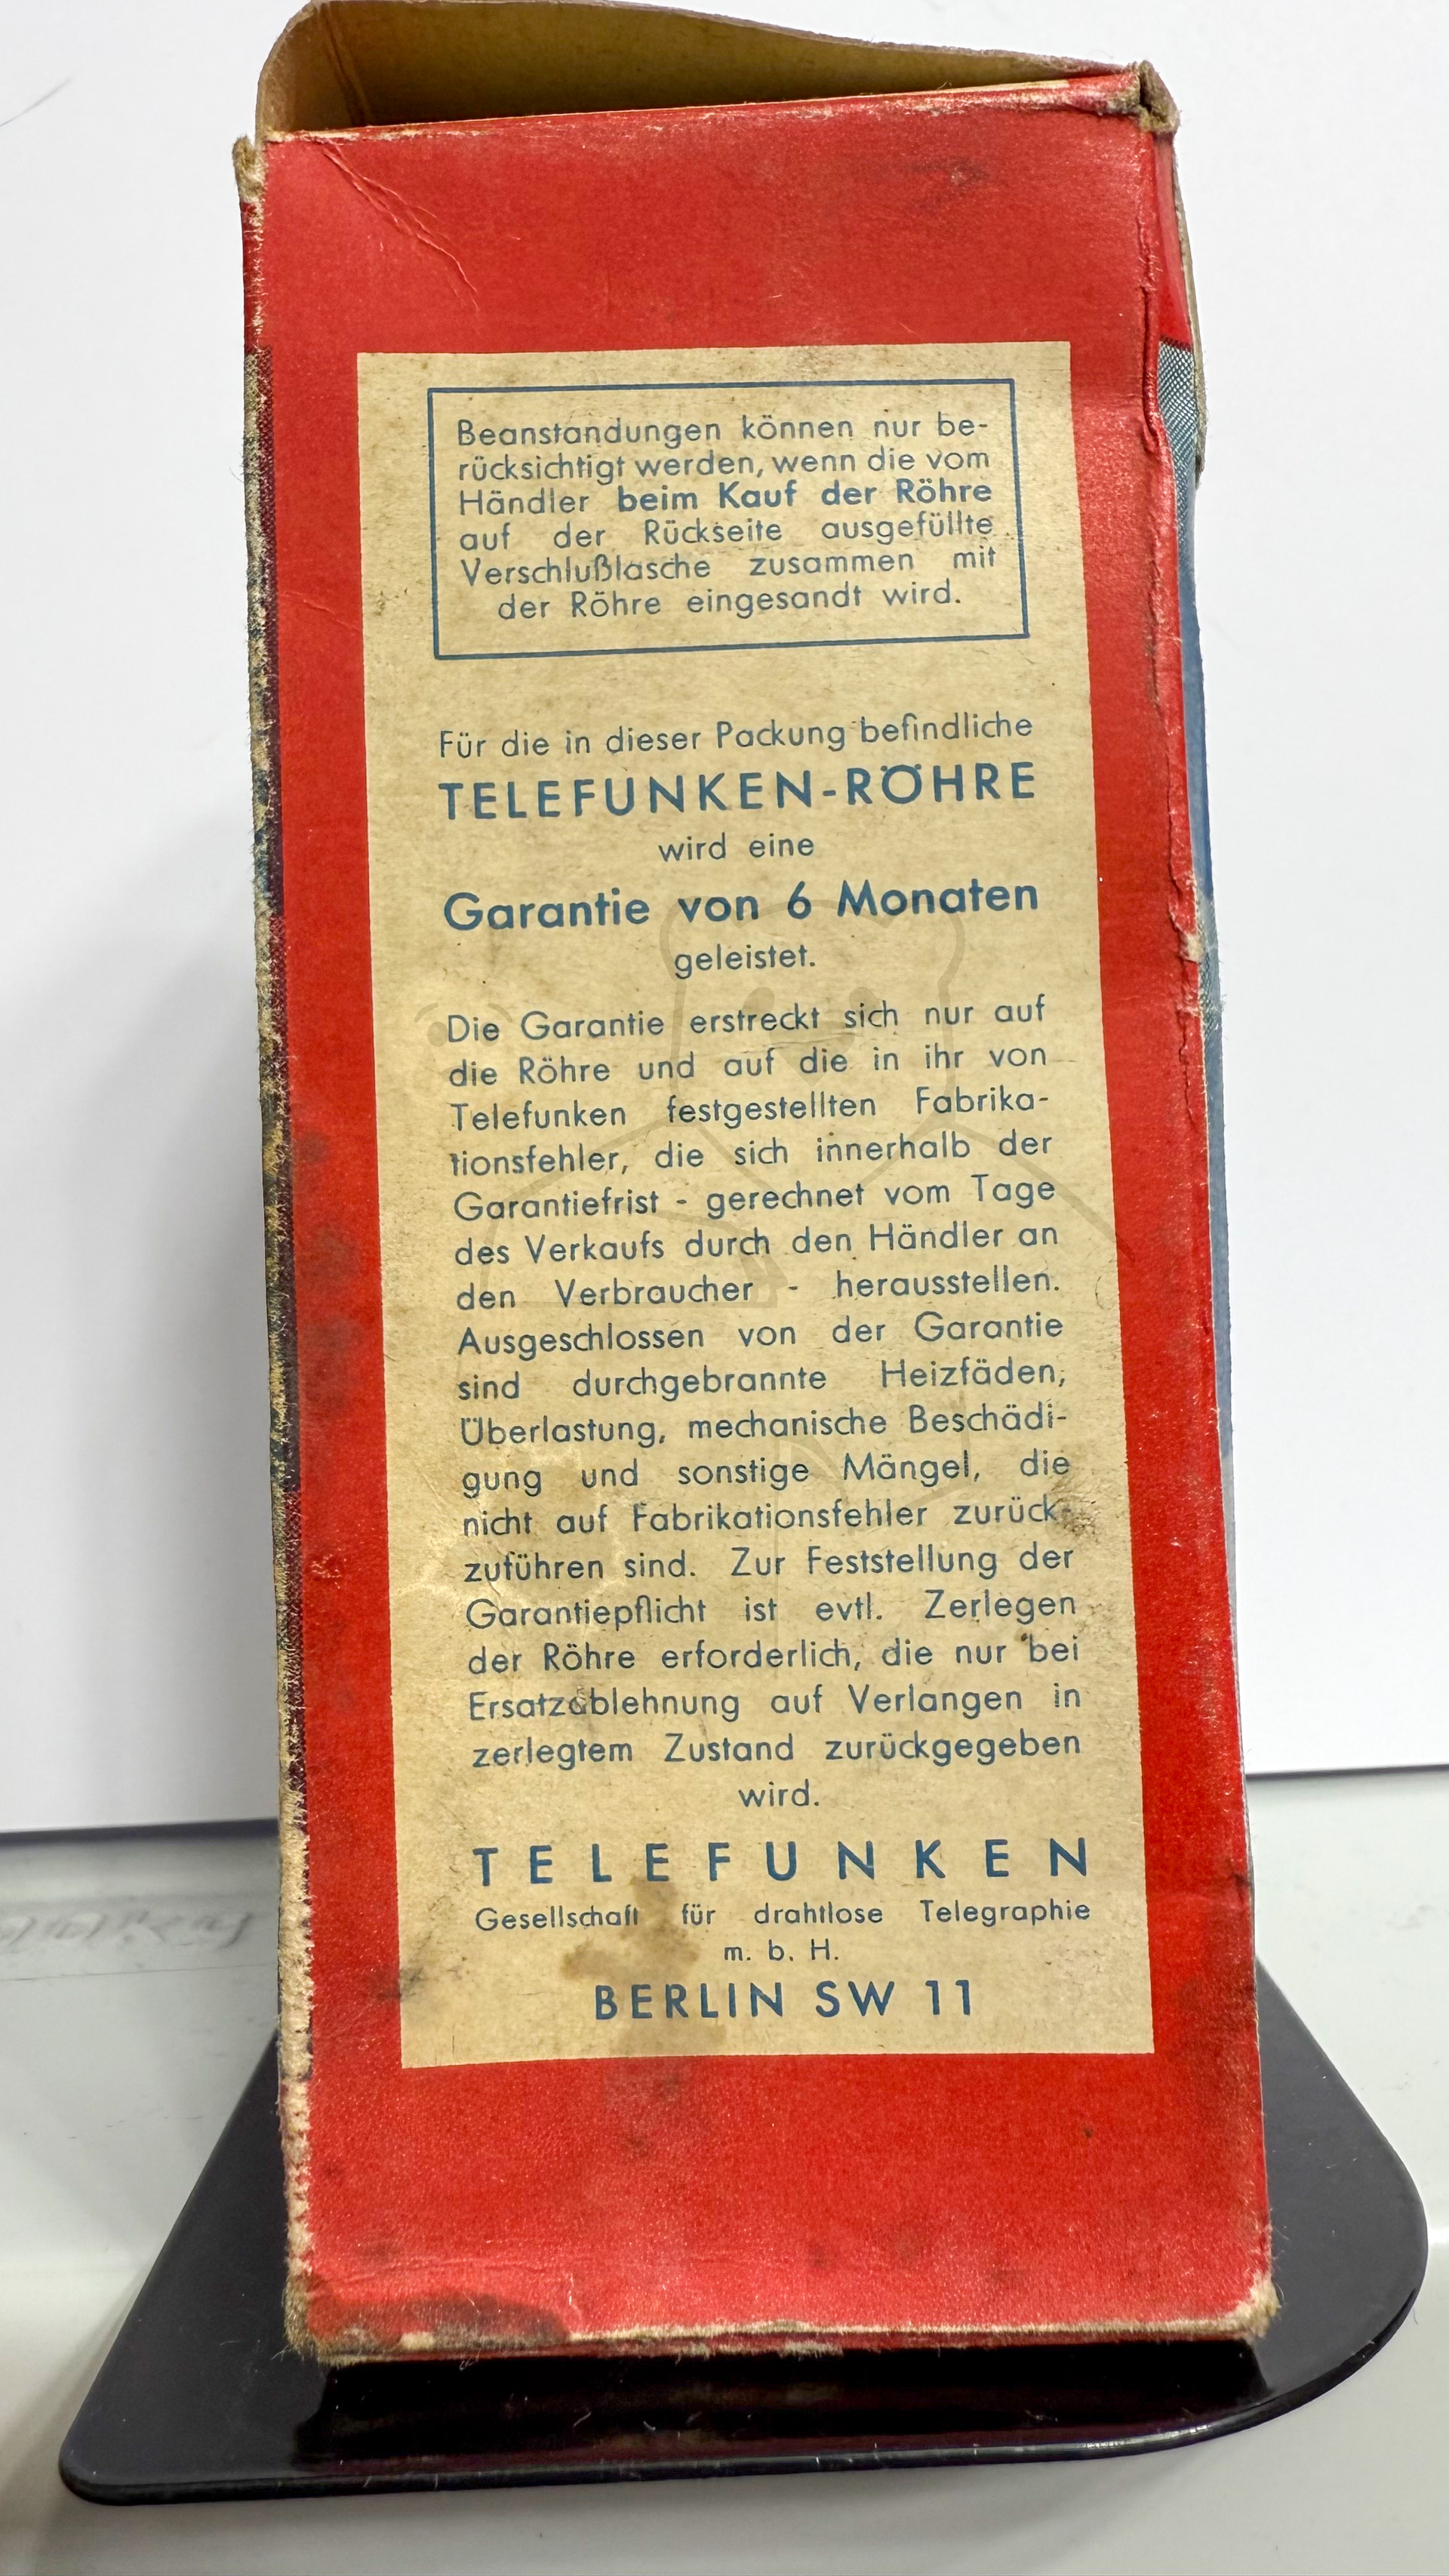 Beanstandungen können nur be-
rücksichtigt werden, wenn die vom
Händler beim Kauf der Röhre
auf der Rückseite ausgefüllte
Verschlußlasche zusammen mit
der Röhre eingesandt wird.
Für die in dieser Packung befindliche
TELEFUNKEN-RÖHRE
wird eine
Garantie von 6 Monaten
geleistet.
Die Garantie erstreckt sich nur auf
die Röhre und auf die in ihr von
Telefunken festgestellten Fabrika-
tionsfehler, die sich innerhalb der
Garantiefrist - gerechnet vom Tage
des Verkaufs durch den Händler an
den Verbraucher - herausstellen.
Ausgeschlossen von der Garantie
sind durchgebrannte Heizfäden,
Überlastung, mechanische Beschädi-
gung und sonstige Mängel, die
nicht auf Fabrikationsfehler zurück-
zuführen sind. Zur Feststellung der
Garantiepflicht ist evtl. Zerlegen
der Röhre erforderlich, die nur bei
Ersatzablehnung auf Verlangen in
zerlegtem Zustand zurückgegeben
wird.
TELEFUNKEN
Gesellschaft für drahtlose Telegraphie
m. b. H.
BERLIN SW 11